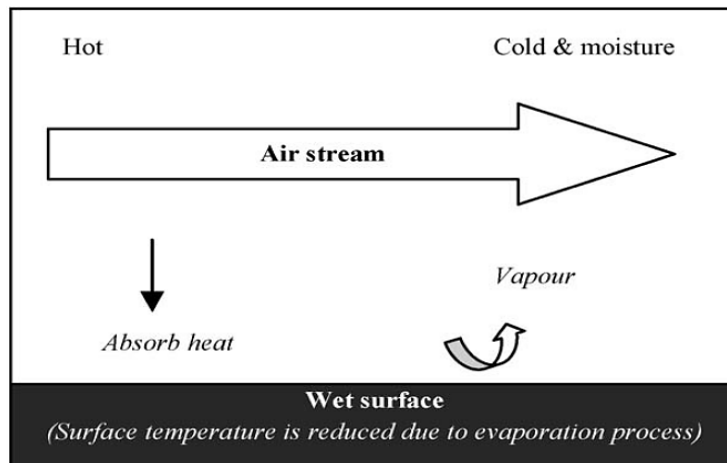 Hot
Cold & moisture
Air stream
Vapour
Absorb heat
Wet surface
(Surface temperature is reduced due to evaporation process)